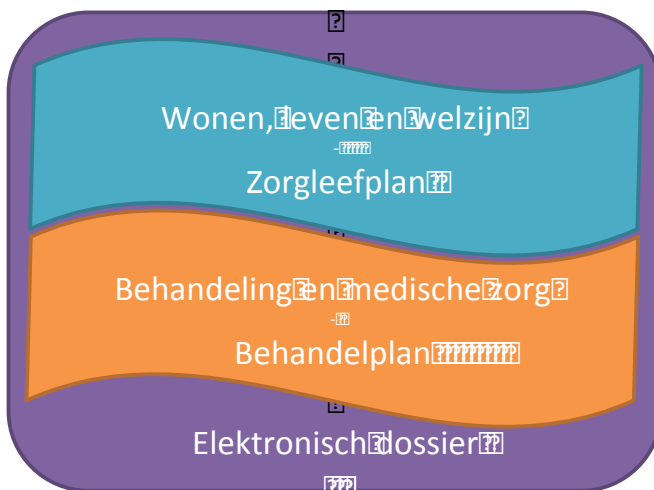 Wonen, leven en welzijn
-
Zorgleefplan
Behandeling en medische zorg
-
Behandelplan
Elektronisch dossier